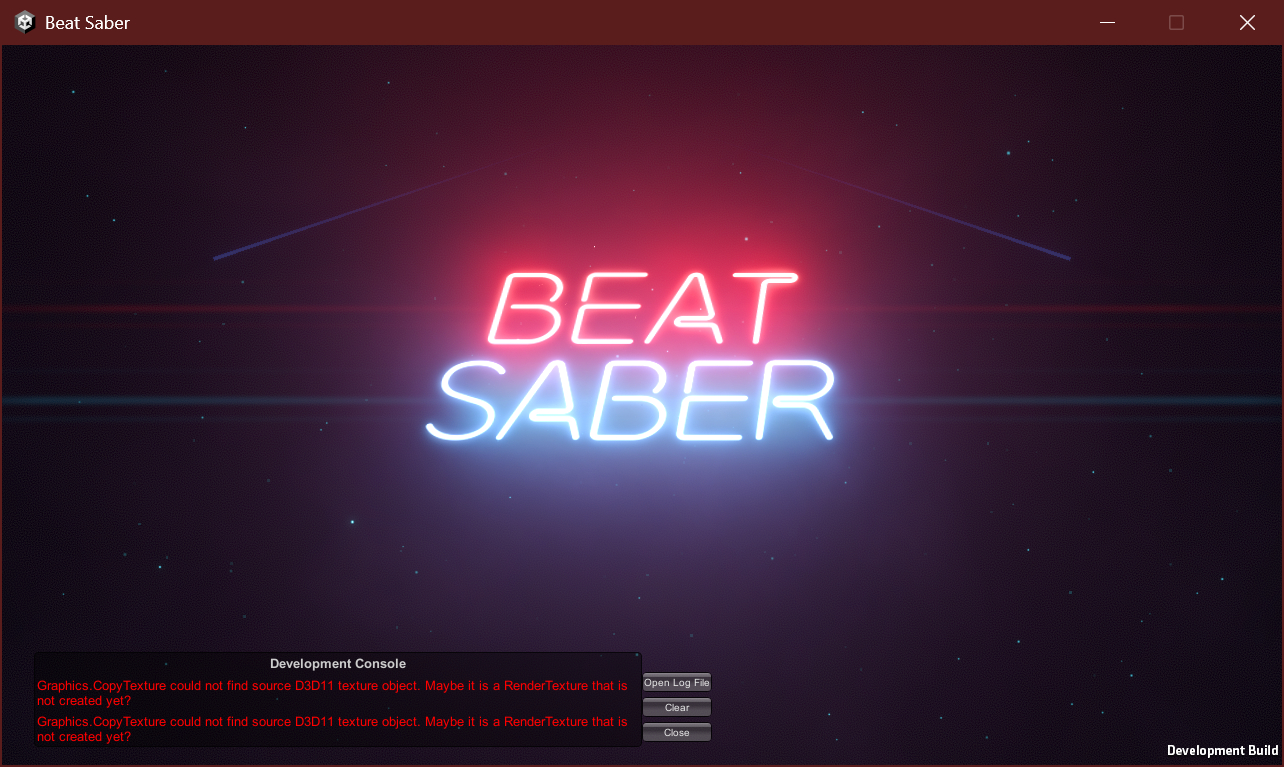 Beat Saber
BEAT
SABER
Development Console
Graphics.CopyTexture could not find source D3D11 texture object. Maybe it is a RenderTexture that is
not created yet?
Graphics.CopyTexture could not find source D3D11 texture object. Maybe it is a RenderTexture that is
not created yet?
Open Log File
Clear
Close
Development Build